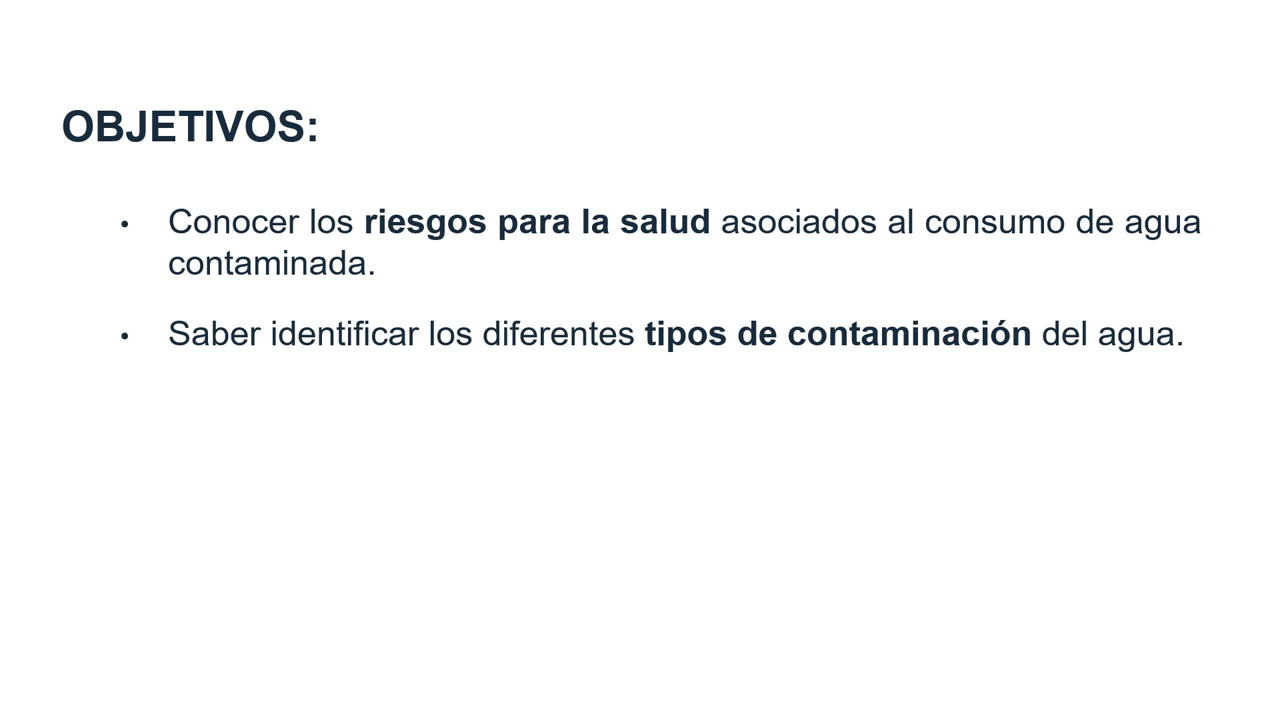 OBJETIVOS:
• Conocer los riesgos para la salud asociados al consumo de agua
contaminada.
• Saber identificar los diferentes tipos de contaminación del agua.